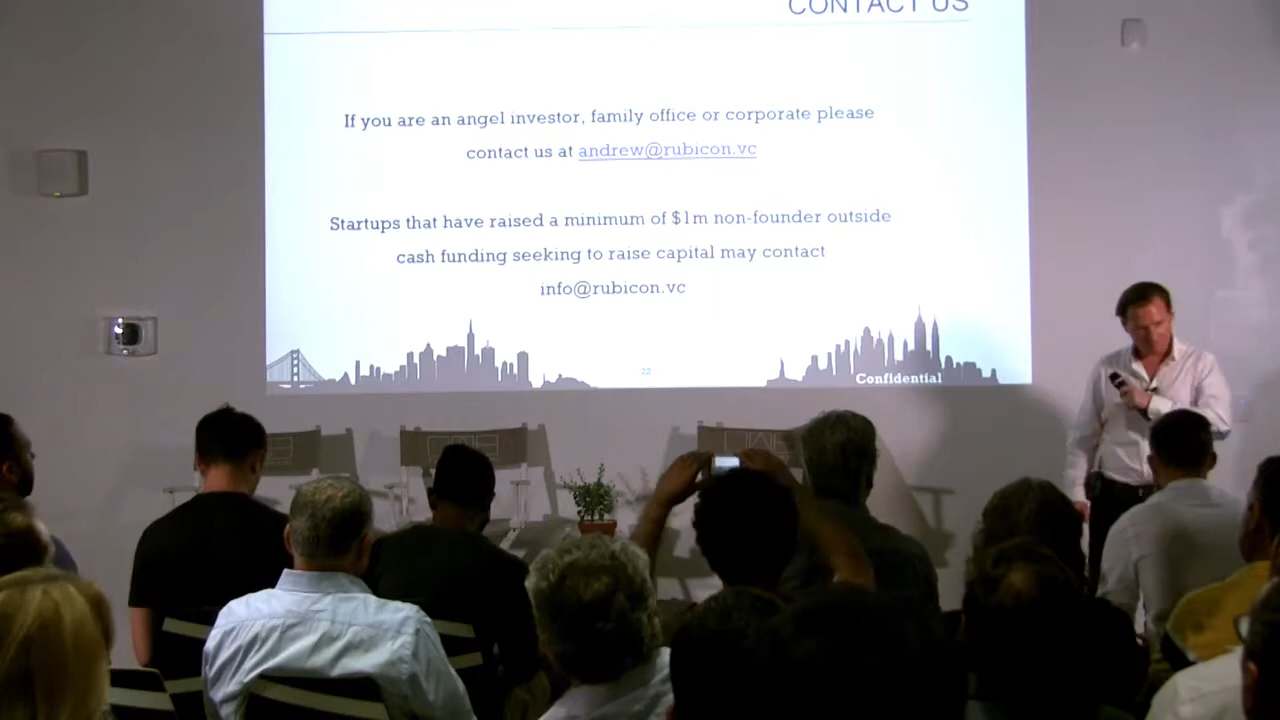 CONTACT US
If you are an angel investor, family office or corporate please
contact us at andrew@rubicon.vc
Startups that have raised a minimum of $1m non-founder outside
cash funding seeking to raise capital may contact
info@rubicon.vc
22
Confidential